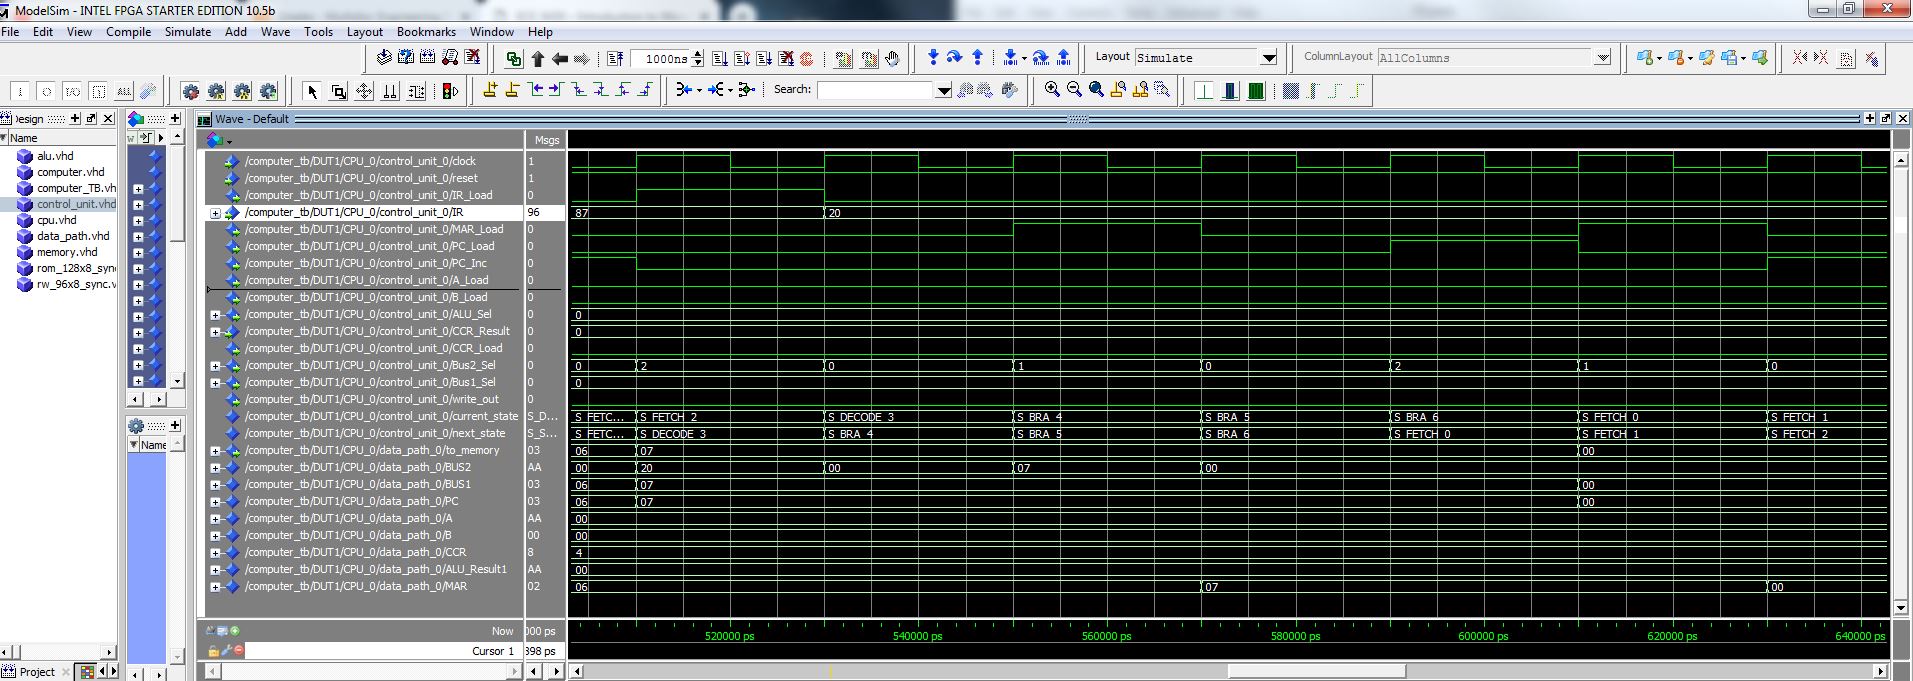 ModelSim - INTEL FPGA STARTER EDITION 10.5b
File Edit View Compile Simulate Add Wave Tools Layout Bookmarks Window Help
1000ns Layout Simulate ColumnLayout AllColumns
Search:
Design
Name
alu.vhd
computer.vhd
computer_TB.vh
control_unit.vhd
cpu.vhd
data_path.vhd
memory.vhd
rom_128x8_syn
rw_96x8_sync.v
Name
Project
Wave - Default
Msgs
/computer_tb/DUT1/CPU_0/control_unit_0/clock 1
/computer_tb/DUT1/CPU_0/control_unit_0/reset 1
/computer_tb/DUT1/CPU_0/control_unit_0/IR_Load 0
/computer_tb/DUT1/CPU_0/control_unit_0/IR 96 87 20
/computer_tb/DUT1/CPU_0/control_unit_0/MAR_Load 0
/computer_tb/DUT1/CPU_0/control_unit_0/PC_Load 0
/computer_tb/DUT1/CPU_0/control_unit_0/PC_Inc 0
/computer_tb/DUT1/CPU_0/control_unit_0/A_Load 0
/computer_tb/DUT1/CPU_0/control_unit_0/B_Load 0
/computer_tb/DUT1/CPU_0/control_unit_0/ALU_Sel 0 0
/computer_tb/DUT1/CPU_0/control_unit_0/CCR_Result 0 0
/computer_tb/DUT1/CPU_0/control_unit_0/CCR_Load 0
/computer_tb/DUT1/CPU_0/control_unit_0/Bus2_Sel 0 0 2 0 1 0 2 1 0
/computer_tb/DUT1/CPU_0/control_unit_0/Bus1_Sel 0 0
/computer_tb/DUT1/CPU_0/control_unit_0/write_out 0
/computer_tb/DUT1/CPU_0/control_unit_0/current_state S_D... S_FETC... S_FETCH_2 S_DECODE_3 S_BRA_4 S_BRA_5 S_BRA_6 S_FETCH_0 S_FETCH_1
/computer_tb/DUT1/CPU_0/control_unit_0/next_state S_S... S_FETC... S_DECODE_3 S_BRA_4 S_BRA_5 S_BRA_6 S_FETCH_0 S_FETCH_1 S_FETCH_2
/computer_tb/DUT1/CPU_0/data_path_0/to_memory 03 06 07 00
/computer_tb/DUT1/CPU_0/data_path_0/BUS2 AA 00 20 00 07 00
/computer_tb/DUT1/CPU_0/data_path_0/BUS1 03 06 07 00
/computer_tb/DUT1/CPU_0/data_path_0/PC 03 06 07 00
/computer_tb/DUT1/CPU_0/data_path_0/A AA 00
/computer_tb/DUT1/CPU_0/data_path_0/B 00 00
/computer_tb/DUT1/CPU_0/data_path_0/CCR 8 4
/computer_tb/DUT1/CPU_0/data_path_0/ALU_Result1 AA 00
/computer_tb/DUT1/CPU_0/data_path_0/MAR 02 06 07 00
Now 000 ps 520000 ps 540000 ps 560000 ps 580000 ps 600000 ps 620000 ps 640000 ps
Cursor 1 398 ps